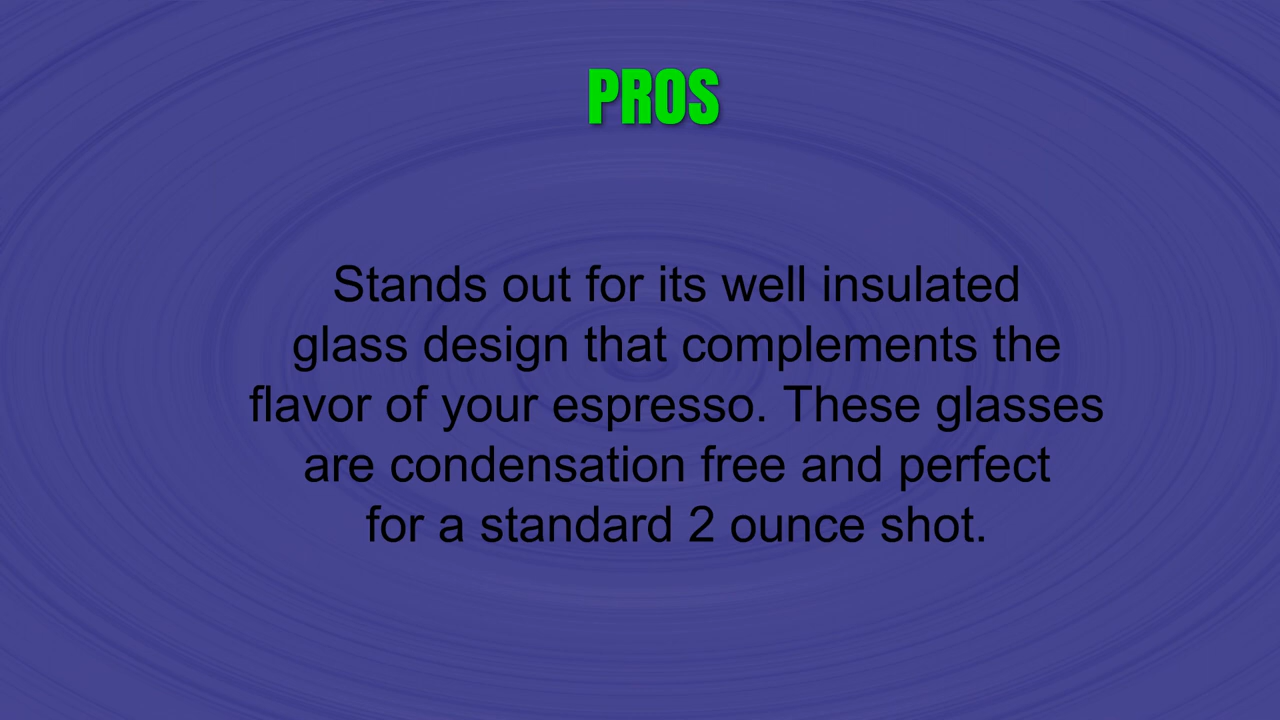 PROS
Stands out for its well insulated
glass design that complements the
flavor of your espresso. These glasses
are condensation free and perfect
for a standard 2 ounce shot.